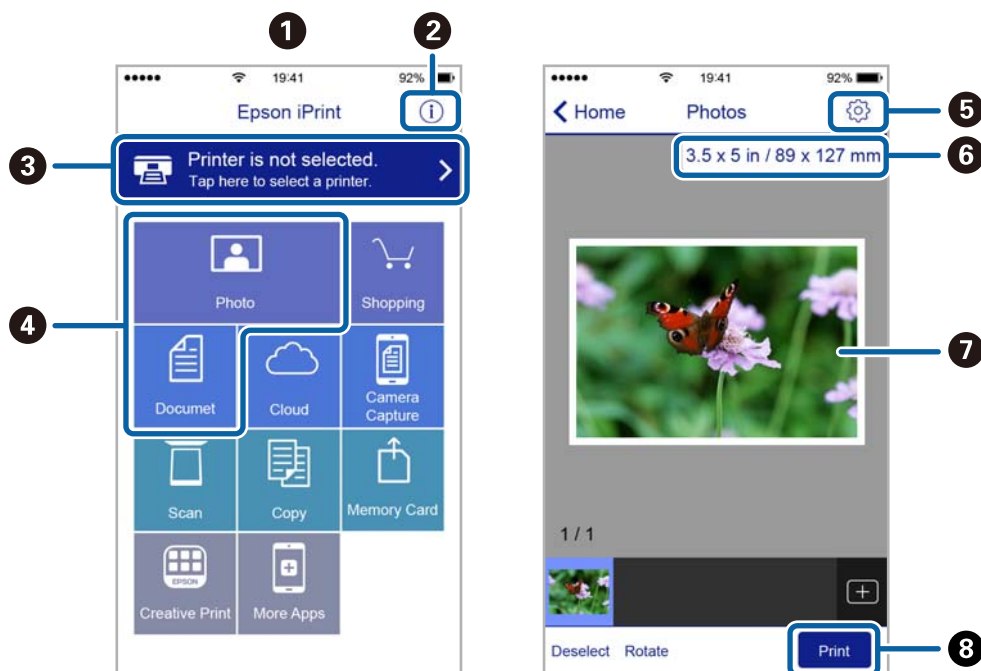 1
2
19:41
92%
Epson iPrint
3
Printer is not selected.
Tap here to select a printer.
4
Photo
Shopping
Documet
Cloud
Camera
Capture
Scan
Copy
Memory Card
EPSON
Creative Print
More Apps
19:41
92%
Home
Photos
5
3.5 x 5 in / 89 x 127 mm
6
7
1 / 1
Deselect
Rotate
Print
8